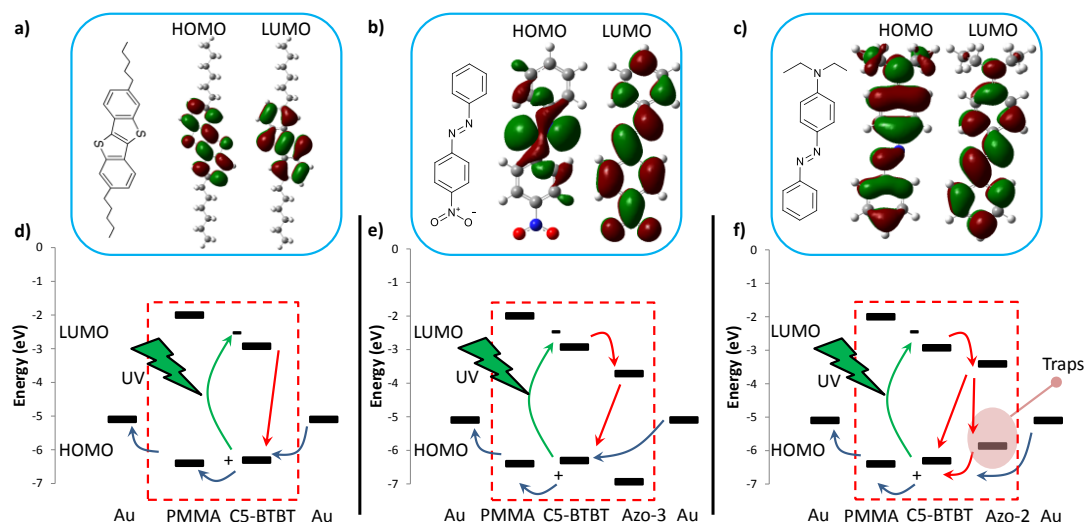 a)
HOMO LUMO
S
S
b)
HOMO LUMO
N
N
N+
O O-
c)
HOMO LUMO
N
N
N
d)
Energy (eV)
0
-1
-2
-3
-4
-5
-6
-7
LUMO
UV
HOMO
-
+
Au PMMA C5-BTBT Au
e)
Energy (eV)
0
-1
-2
-3
-4
-5
-6
-7
LUMO
UV
HOMO
-
+
Au PMMA C5-BTBT Azo-3 Au
f)
Energy (eV)
0
-1
-2
-3
-4
-5
-6
-7
LUMO
UV
HOMO
-
+
Traps
Au PMMA C5-BTBT Azo-2 Au